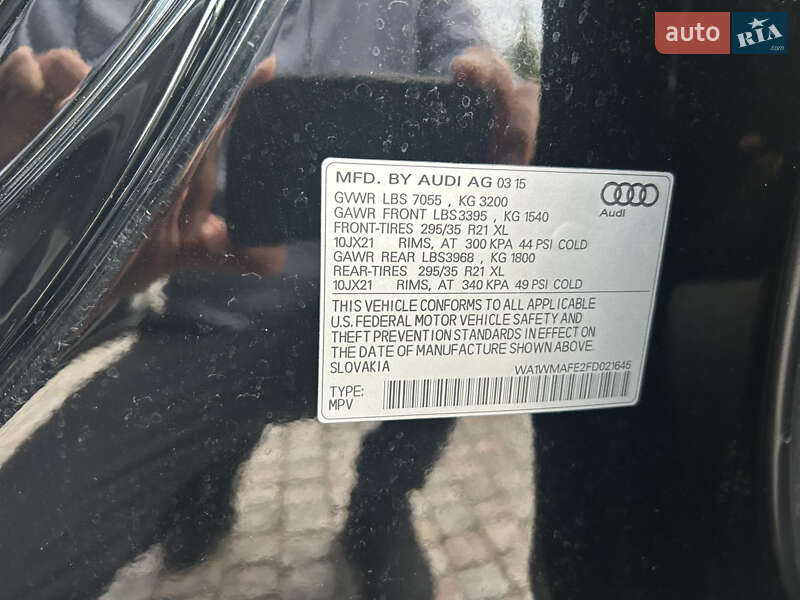 auto RIA.com
MFD. BY AUDI AG 03 15
GVWR LBS 7055 , KG 3200
GAWR FRONT LBS3395 , KG 1540
FRONT-TIRES 295/35 R21 XL
10JX21 RIMS, AT 300 KPA 44 PSI COLD
GAWR REAR LBS3968 , KG 1800
REAR-TIRES 295/35 R21 XL
10JX21 RIMS, AT 340 KPA 49 PSI COLD
Audi
THIS VEHICLE CONFORMS TO ALL APPLICABLE
U.S. FEDERAL MOTOR VEHICLE SAFETY AND
THEFT PREVENTION STANDARDS IN EFFECT ON
THE DATE OF MANUFACTURE SHOWN ABOVE.
SLOVAKIA WA1WMAFE2FD021645
TYPE:
MPV